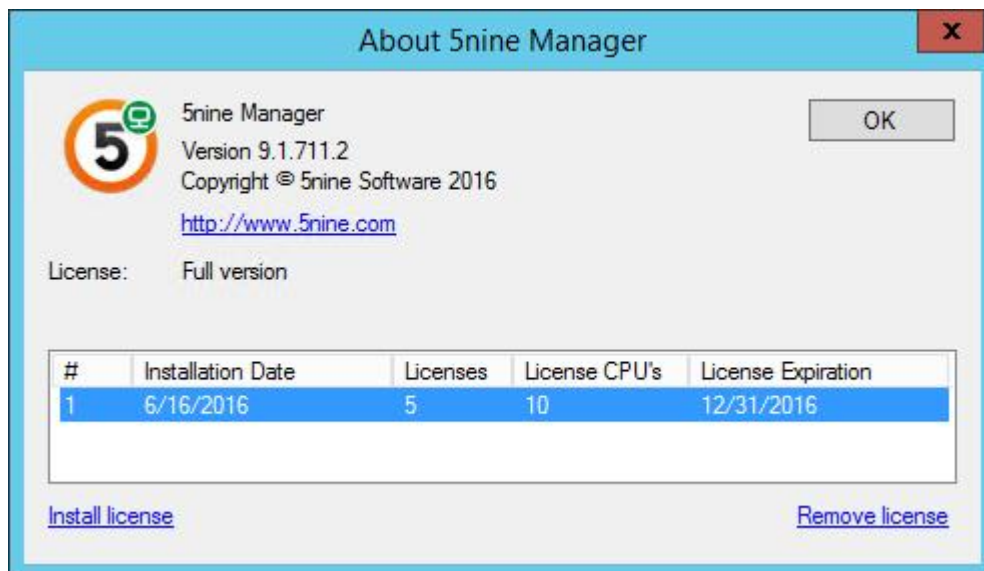 About 5nine Manager
x
5
5nine Manager
OK
Version 9.1.711.2
Copyright © 5nine Software 2016
http://www.5nine.com
License: Full version
# Installation Date Licenses License CPU's License Expiration
1 6/16/2016 5 10 12/31/2016
Install license Remove license